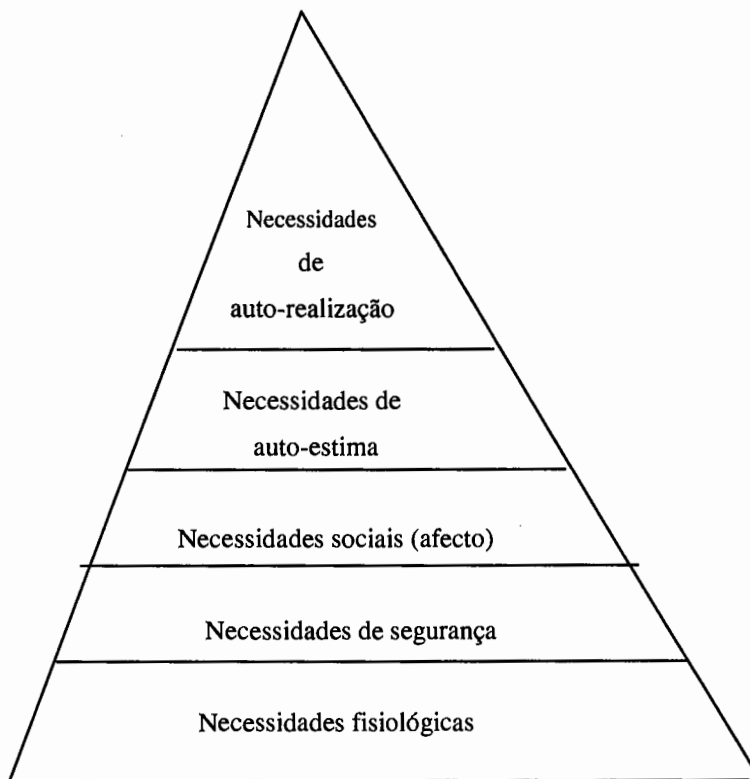 Necessidades
de
auto-realização
Necessidades de
auto-estima
Necessidades sociais (afecto)
Necessidades de segurança
Necessidades fisiológicas